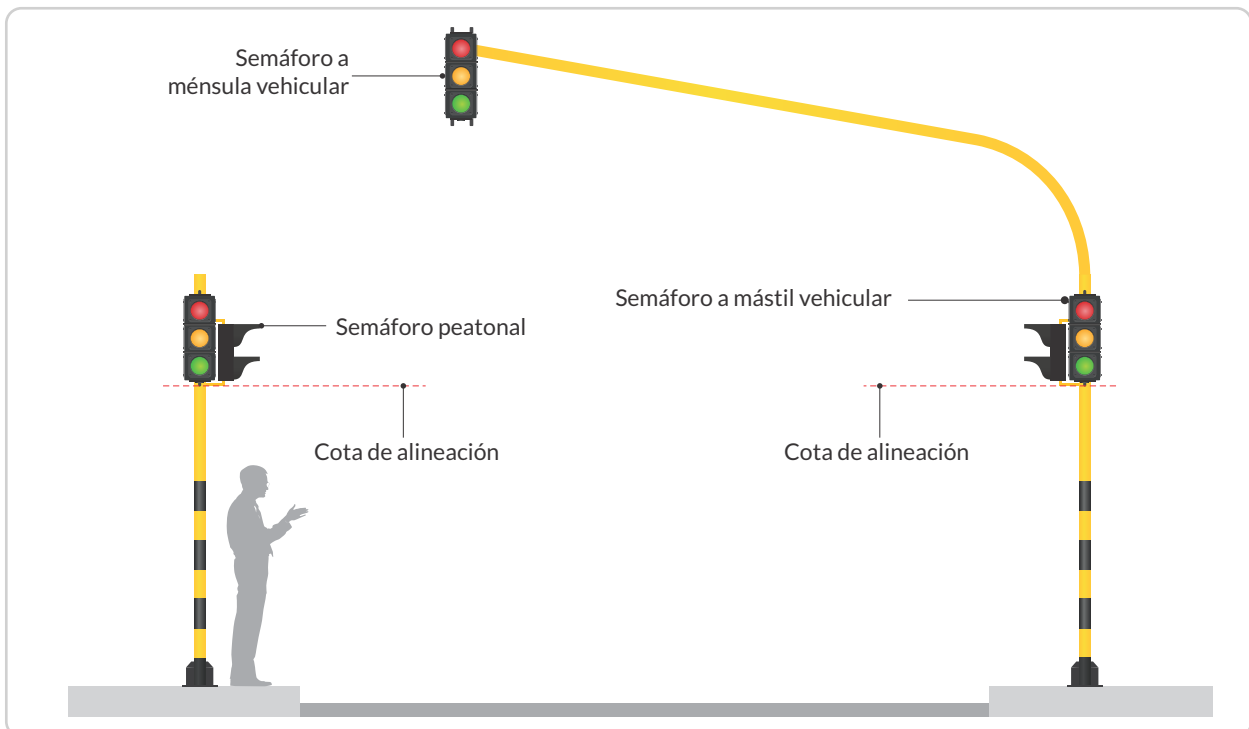 Semáforo a
ménsula vehicular
Semáforo a mástil vehicular
Semáforo peatonal
Cota de alineación
Cota de alineación